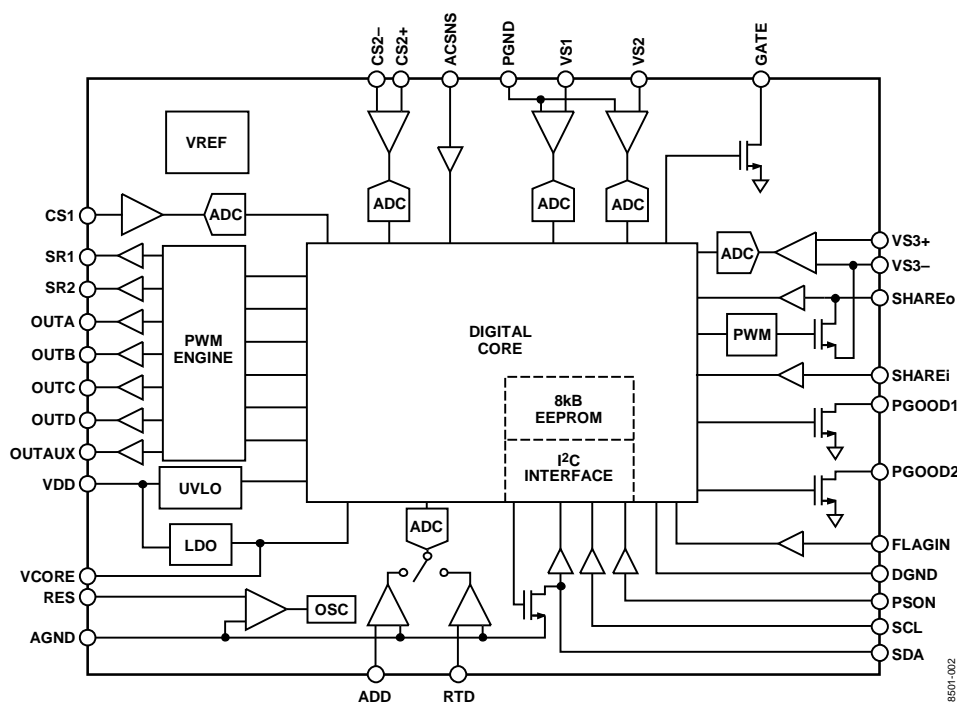 CS2–
CS2+
ACSNS
PGND
VS1
VS2
GATE
VREF
ADC
ADC
ADC
CS1
ADC
ADC
VS3+
VS3–
SR1
SR2
OUTA
OUTB
OUTC
OUTD
OUTAUX
PWM
ENGINE
DIGITAL
CORE
SHAREo
PWM
SHAREi
8kB
EEPROM
I2C
INTERFACE
PGOOD1
PGOOD2
VDD
UVLO
LDO
ADC
VCORE
RES
OSC
AGND
FLAGIN
DGND
PSON
SCL
SDA
ADD
RTD
8501-002